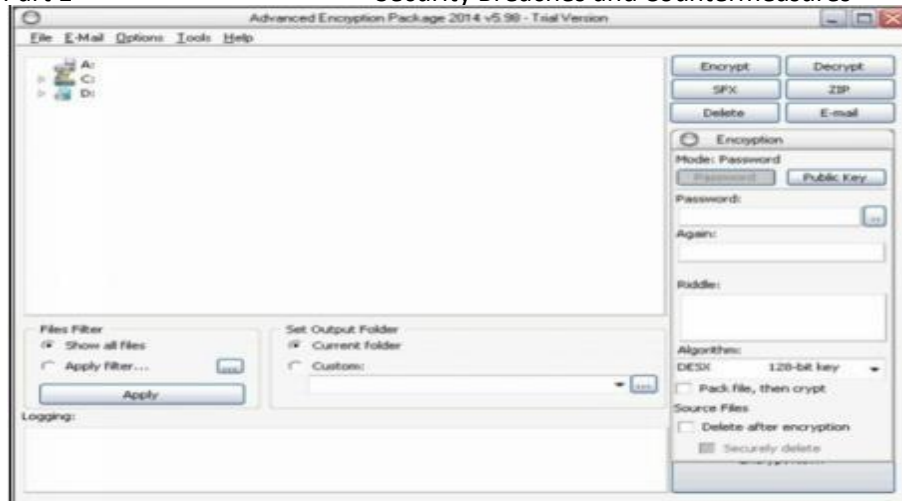 Security Breaches and Countermeasures
Advanced Encryption Package 2014 v5.98 - Trial Version
File E-Mail Options Tools Help
A:
C:
D:
Encrypt Decrypt
SFX ZIP
Delete E-mail
Encryption
Mode: Password
Password Public Key
Password:
...
Again:
Riddle:
Files Filter
Show all files
Apply filter...
...
Apply
Set Output Folder
Current folder
Custom:
...
Algorithm:
DESX 128-bit key
Pack file, then crypt
Source Files
Delete after encryption
Securely delete
Logging: